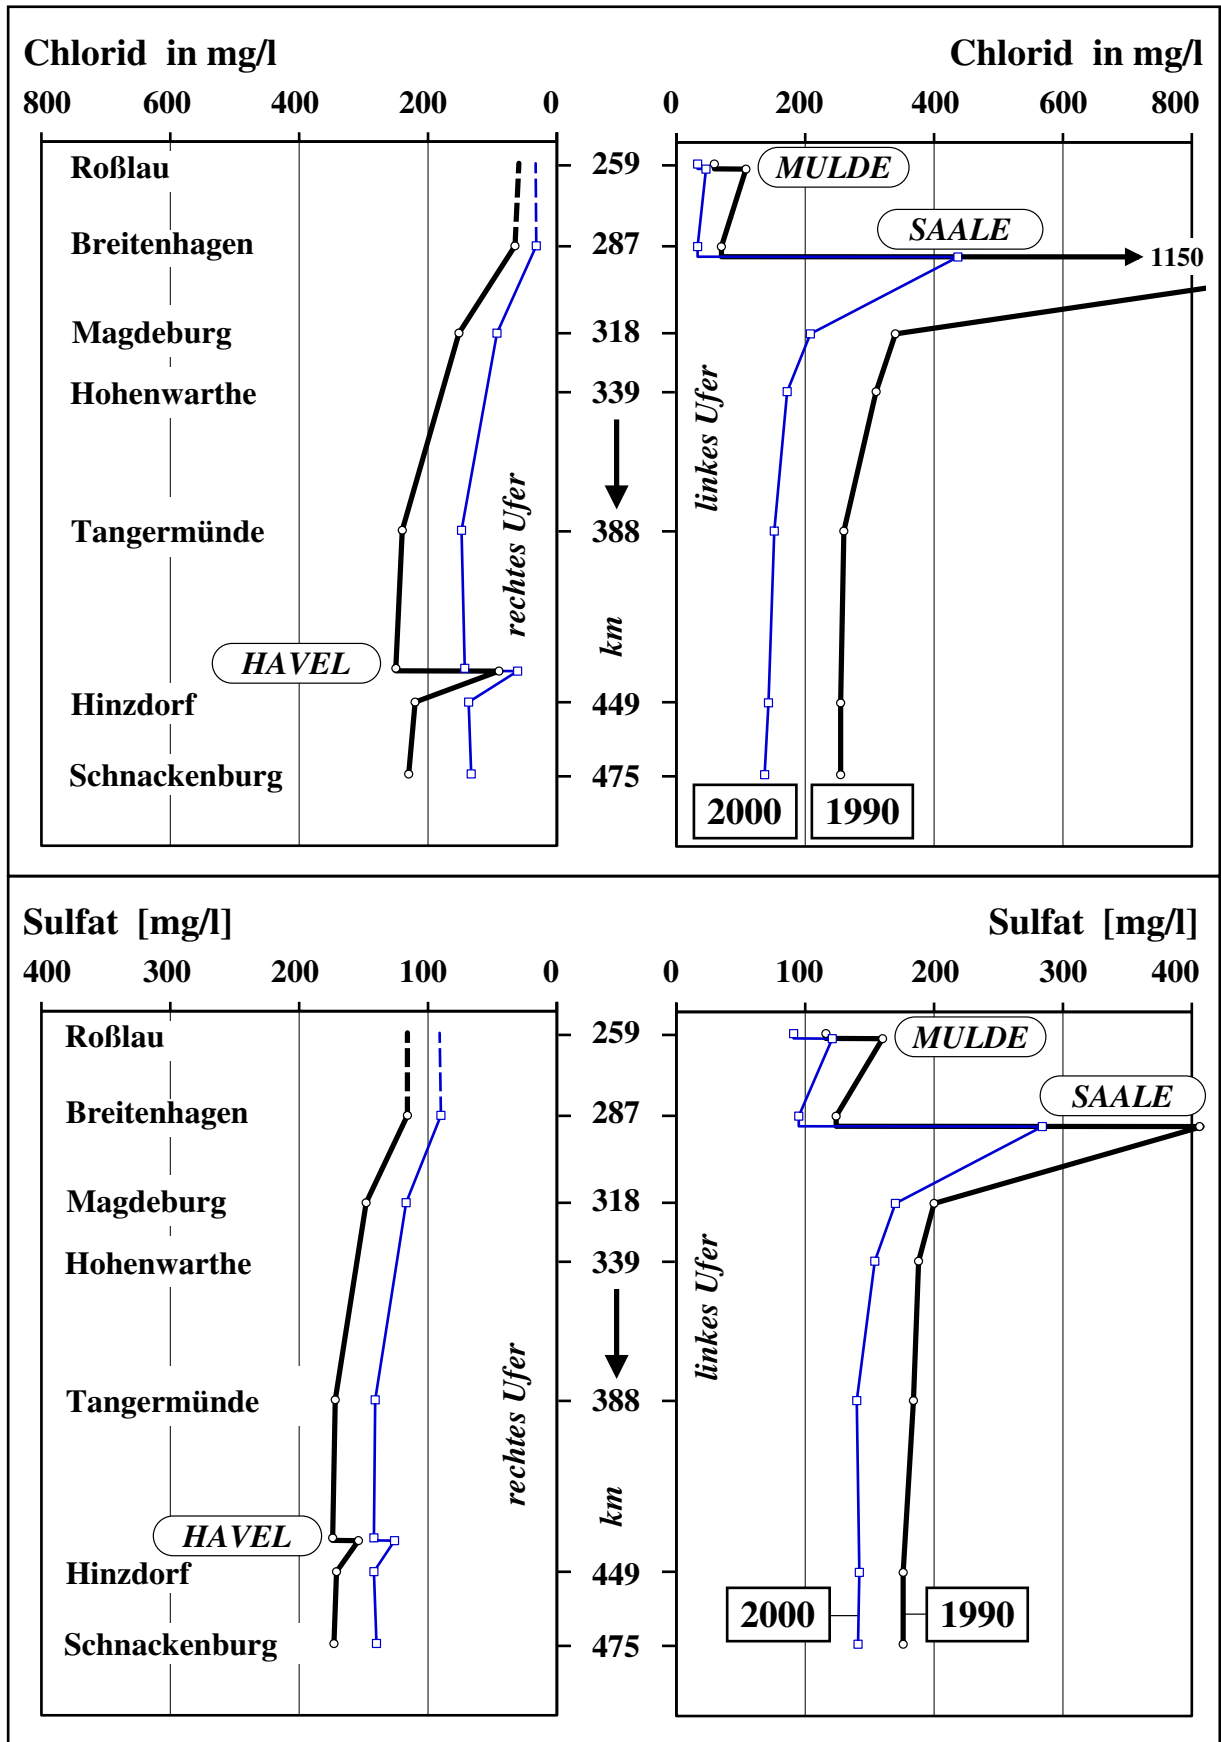 Chlorid in mg/l
Chlorid in mg/l
800 600 400 200 0
0 200 400 600 800
Roßlau 259 MULDE
SAALE
Breitenhagen 287
1150
Magdeburg 318
Hohenwarthe 339
linkes Ufer
rechtes Ufer
Tangermünde 388
km
HAVEL
Hinzdorf 449
Schnackenburg 475
2000 1990
Sulfat [mg/l]
Sulfat [mg/l]
400 300 200 100 0
0 100 200 300 400
Roßlau 259 MULDE
SAALE
Breitenhagen 287
Magdeburg 318
Hohenwarthe 339
linkes Ufer
rechtes Ufer
Tangermünde 388
km
HAVEL
Hinzdorf 449
2000 1990
Schnackenburg 475